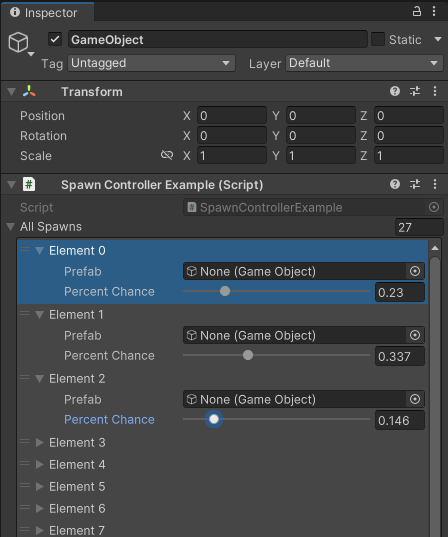 Inspector
GameObject Static
Tag Untagged Layer Default
Transform
Position X 0 Y 0 Z 0
Rotation X 0 Y 0 Z 0
Scale X 1 Y 1 Z 1
Spawn Controller Example (Script)
Script SpawnControllerExample
All Spawns 27
Element 0
Prefab None (Game Object)
Percent Chance 0.23
Element 1
Prefab None (Game Object)
Percent Chance 0.337
Element 2
Prefab None (Game Object)
Percent Chance 0.146
Element 3
Element 4
Element 5
Element 6
Element 7